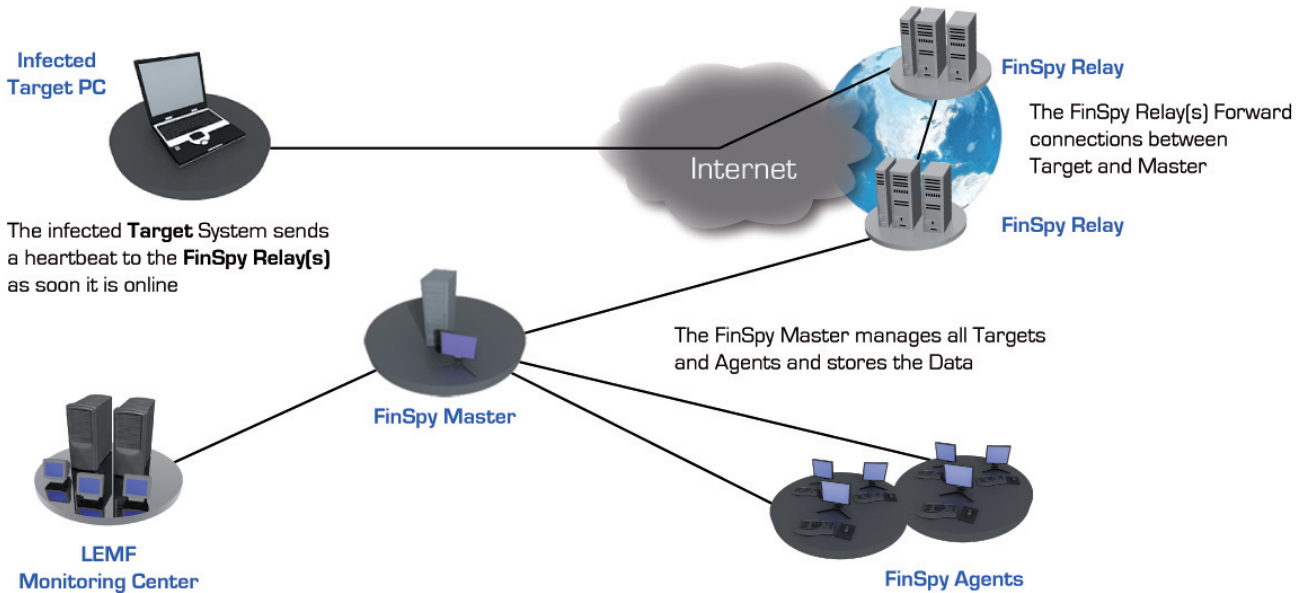 Infected
Target PC
FinSpy Relay
The FinSpy Relay(s) Forward
connections between
Target and Master
Internet
FinSpy Relay
The infected Target System sends
a heartbeat to the FinSpy Relay(s)
as soon it is online
The FinSpy Master manages all Targets
and Agents and stores the Data
FinSpy Master
LEMF
Monitoring Center
FinSpy Agents